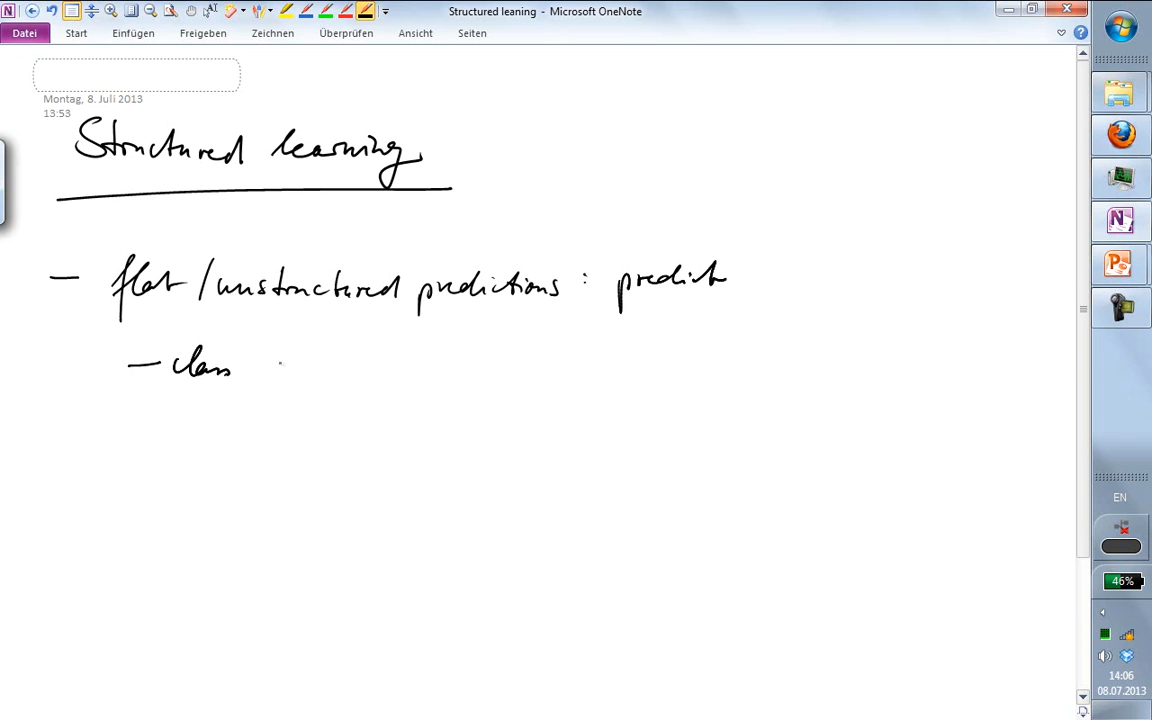 Structured leaning - Microsoft OneNote
Datei Start Einfügen Freigeben Zeichnen Überprüfen Ansicht Seiten
Montag, 8. Juli 2013
13:53
Structured learning
- flat / unstructured predictions : predict
- class
EN
46%
14:06
08.07.2013